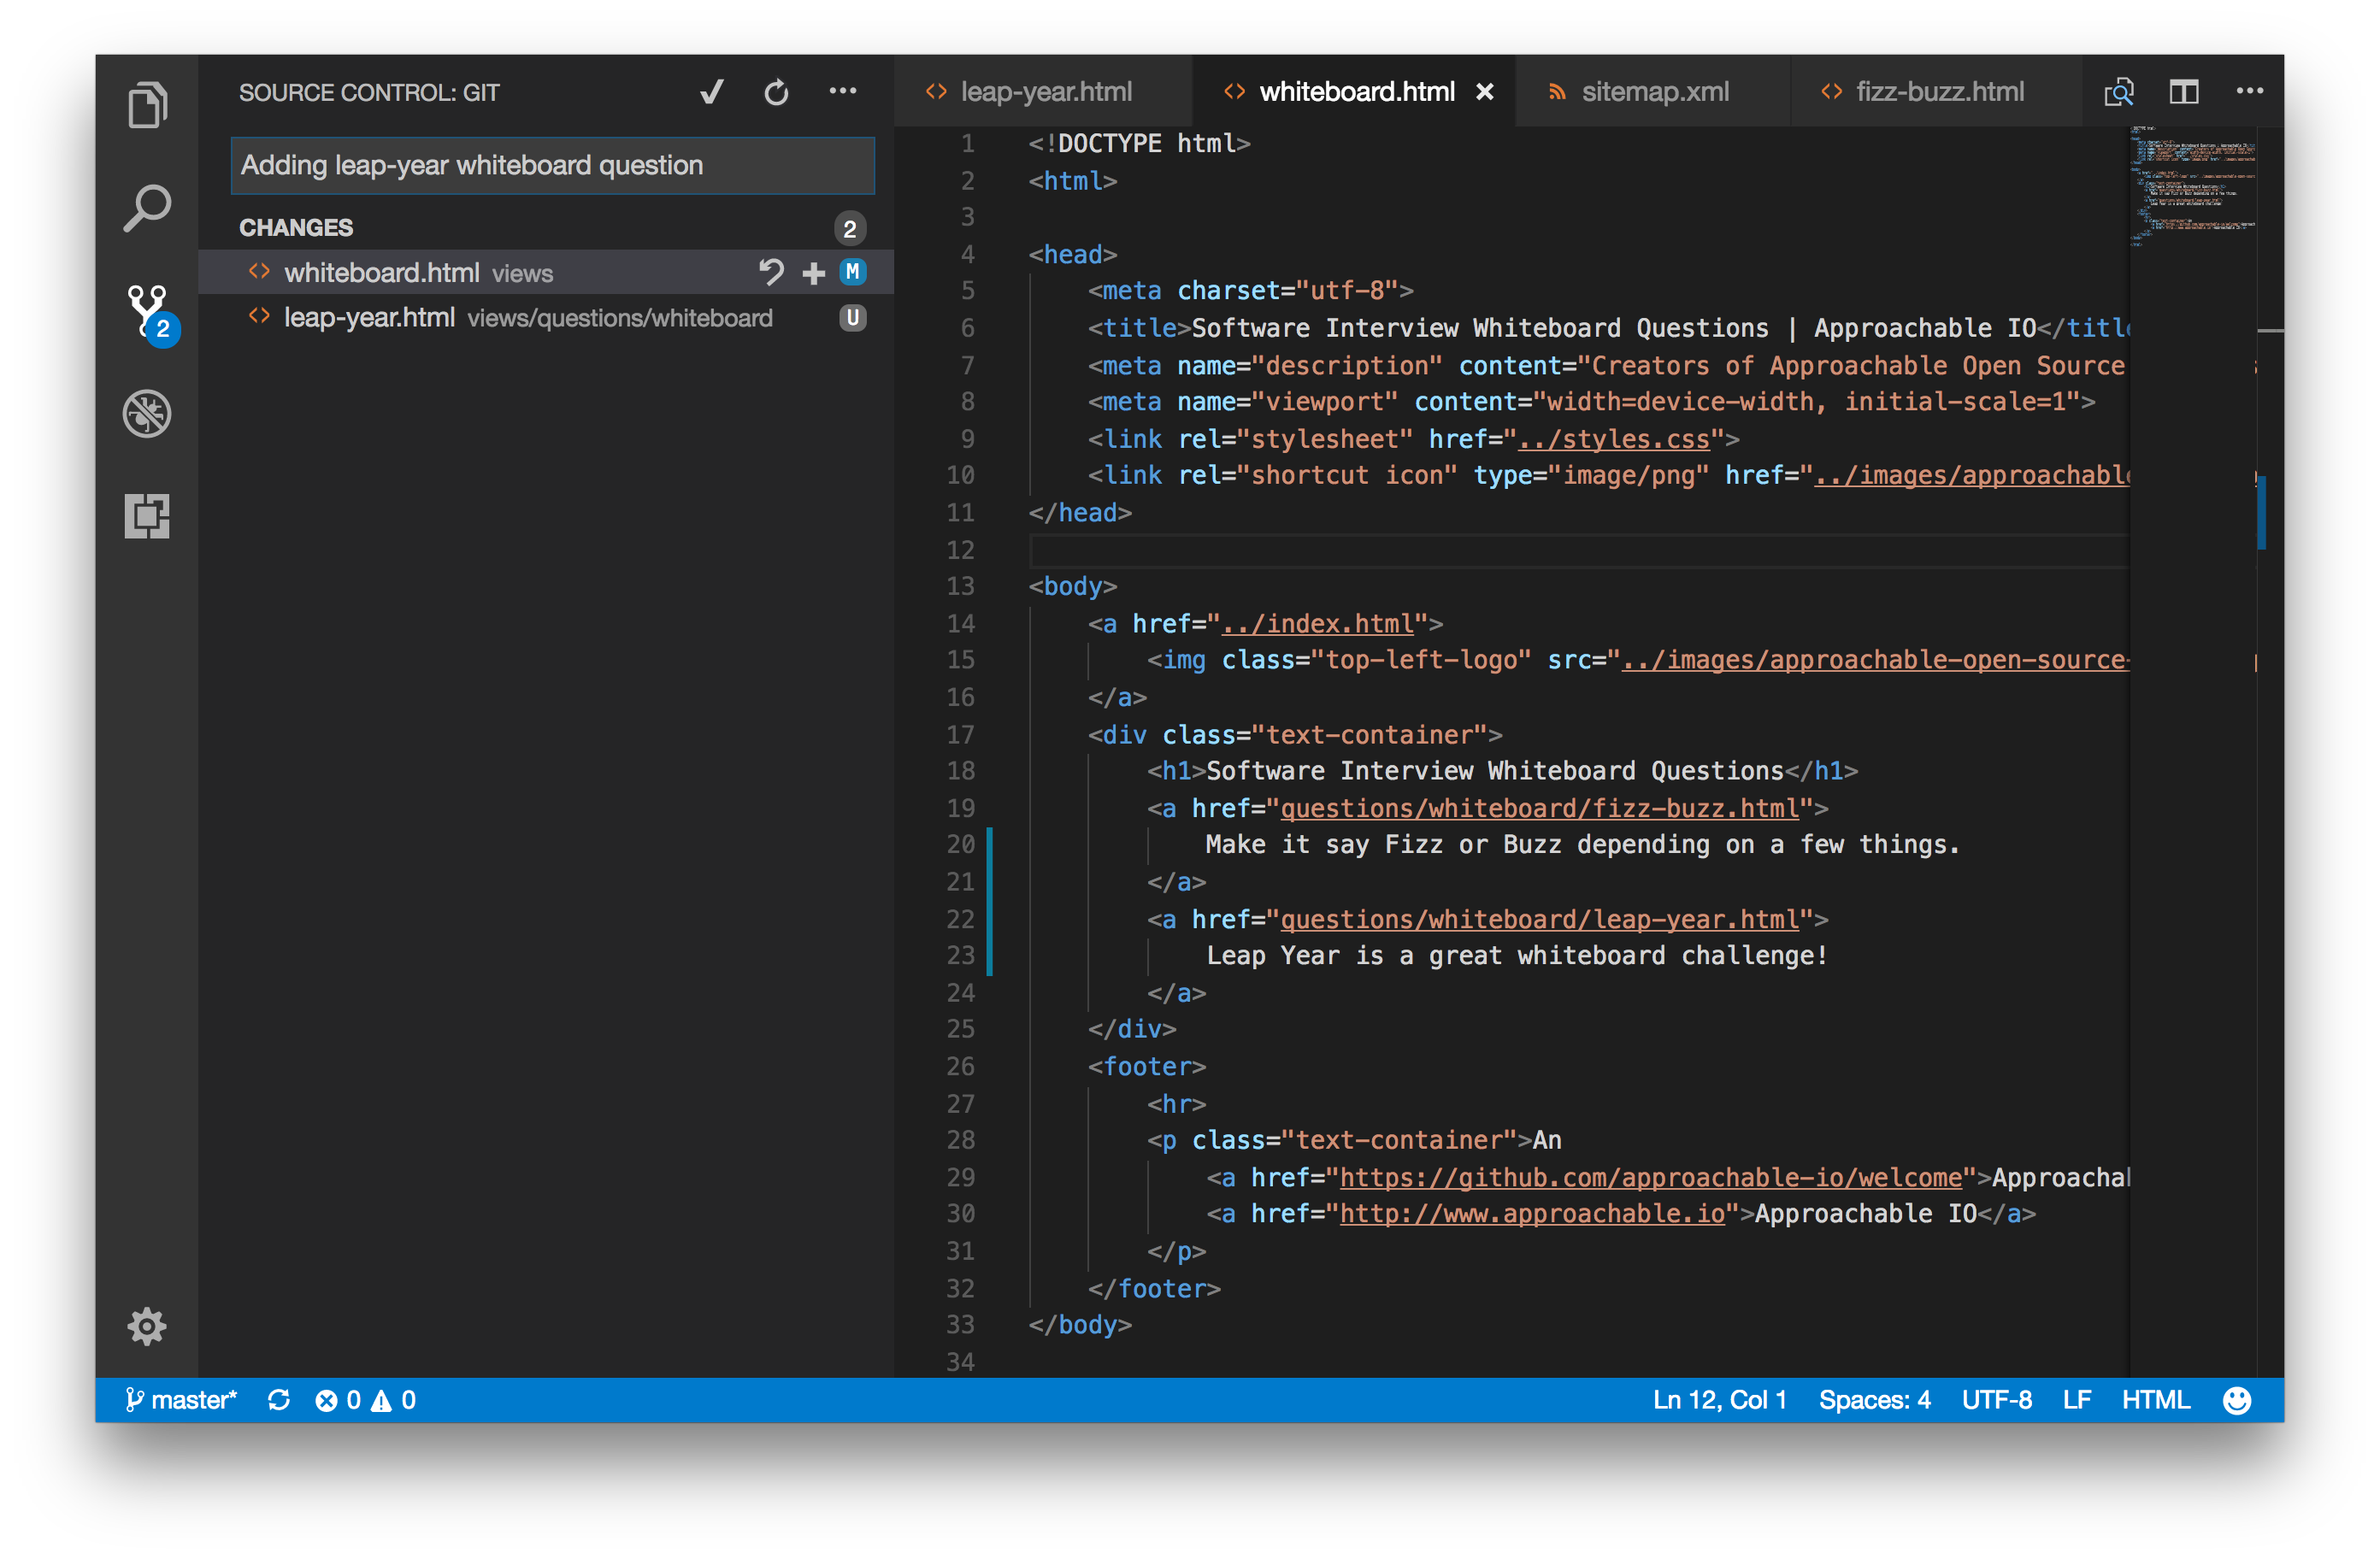 SOURCE CONTROL: GIT
Adding leap-year whiteboard question
CHANGES 2
whiteboard.html views M
leap-year.html views/questions/whiteboard U
2
leap-year.html whiteboard.html sitemap.xml fizz-buzz.html
1 <!DOCTYPE html>
2 <html>
3
4 <head>
5     <meta charset="utf-8">
6     <title>Software Interview Whiteboard Questions | Approachable IO</title
7     <meta name="description" content="Creators of Approachable Open Source
8     <meta name="viewport" content="width=device-width, initial-scale=1">
9     <link rel="stylesheet" href="../styles.css">
10     <link rel="shortcut icon" type="image/png" href="../images/approachable
11 </head>
12
13 <body>
14     <a href="../index.html">
15         <img class="top-left-logo" src="../images/approachable-open-source-
16     </a>
17     <div class="text-container">
18         <h1>Software Interview Whiteboard Questions</h1>
19         <a href="questions/whiteboard/fizz-buzz.html">
20             Make it say Fizz or Buzz depending on a few things.
21         </a>
22         <a href="questions/whiteboard/leap-year.html">
23             Leap Year is a great whiteboard challenge!
24         </a>
25     </div>
26     <footer>
27         <hr>
28         <p class="text-container">An
29             <a href="https://github.com/approachable-io/welcome">Approachal
30             <a href="http://www.approachable.io">Approachable IO</a>
31         </p>
32     </footer>
33 </body>
34
master* 0 0 Ln 12, Col 1 Spaces: 4 UTF-8 LF HTML